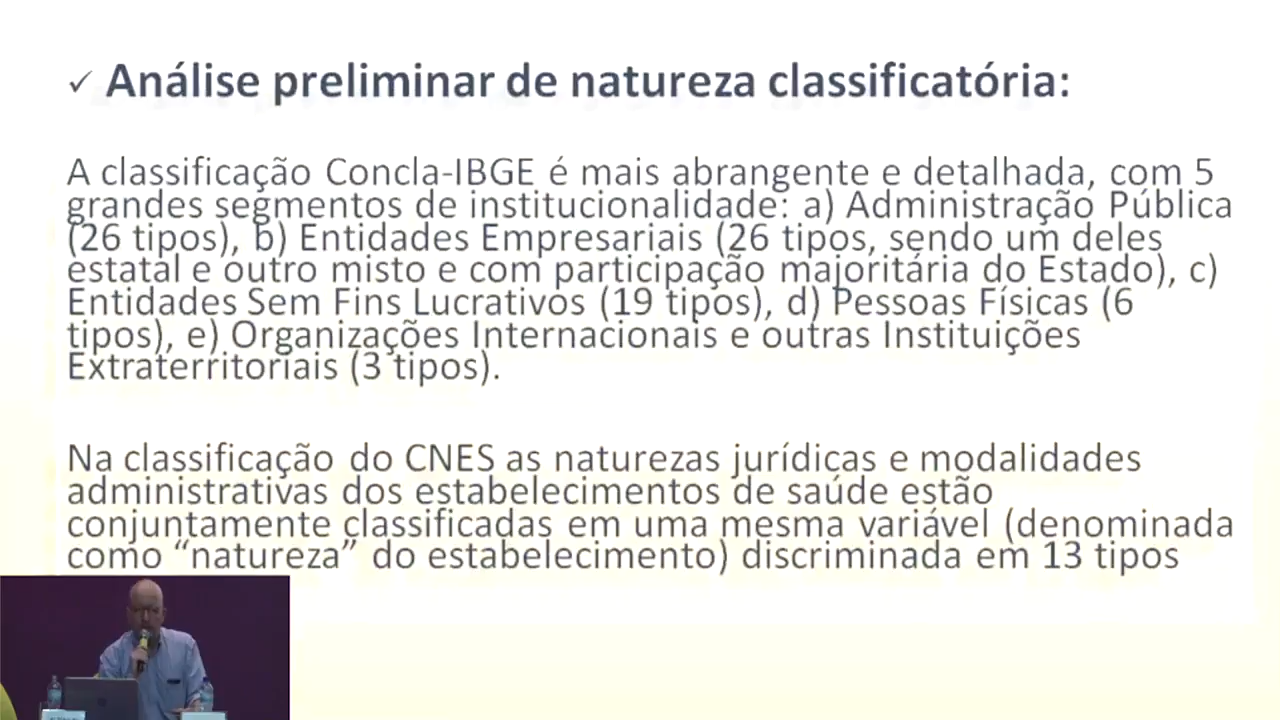 ✓ Análise preliminar de natureza classificatória:
A classificação Concla-IBGE é mais abrangente e detalhada, com 5
grandes segmentos de institucionalidade: a) Administração Pública
(26 tipos), b) Entidades Empresariais (26 tipos, sendo um deles
estatal e outro misto e com participação majoritária do Estado), c)
Entidades Sem Fins Lucrativos (19 tipos), d) Pessoas Físicas (6
tipos), e) Organizações Internacionais e outras Instituições
Extraterritoriais (3 tipos).
Na classificação do CNES as naturezas jurídicas e modalidades
administrativas dos estabelecimentos de saúde estão
conjuntamente classificadas em uma mesma variável (denominada
como “natureza” do estabelecimento) discriminada em 13 tipos